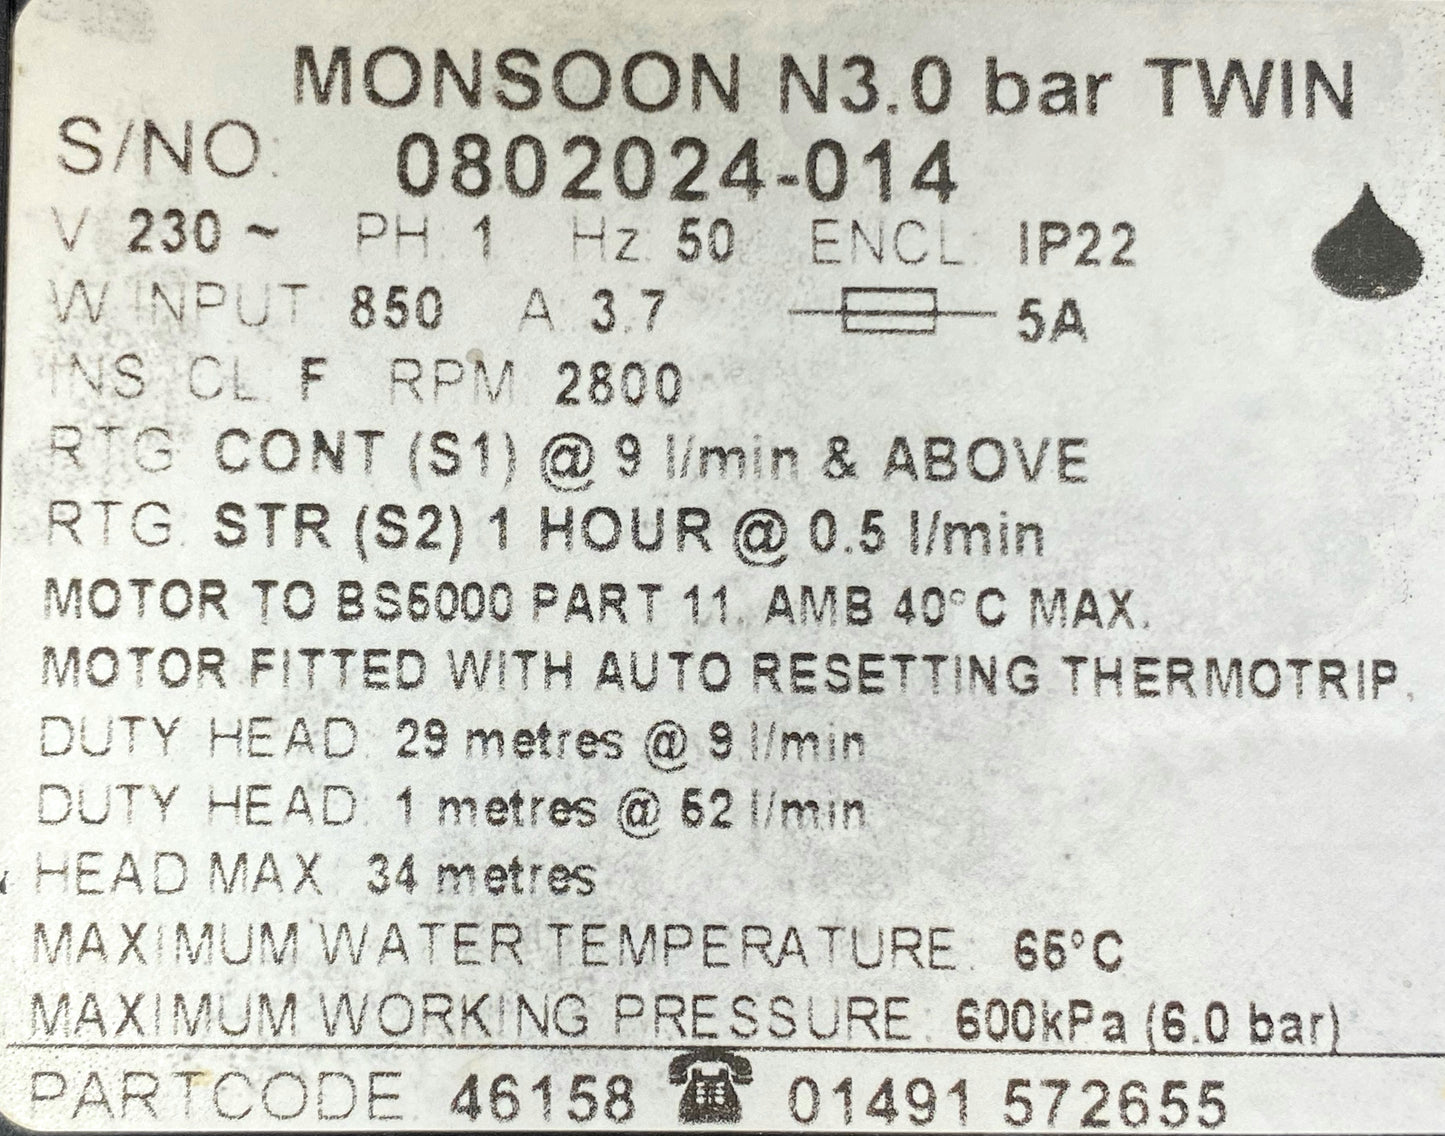 MONSOON N3.0 bar TWIN
S/NO. 0802024-014
V 230 ~ PH. 1 Hz. 50 ENCL. IP22
W INPUT 850 A. 3.7 5A
INS. CL. F RPM 2800
RTG. CONT (S1) @ 9 l/min & ABOVE
RTG. STR (S2) 1 HOUR @ 0.5 l/min
MOTOR TO BS5000 PART 11. AMB 40°C MAX.
MOTOR FITTED WITH AUTO RESETTING THERMOTRIP.
DUTY HEAD. 29 metres @ 9 l/min
DUTY HEAD. 1 metres @ 52 l/min
HEAD MAX. 34 metres
MAXIMUM WATER TEMPERATURE. 65°C
MAXIMUM WORKING PRESSURE. 600kPa (6.0 bar)
PARTCODE. 46158 01491 572655